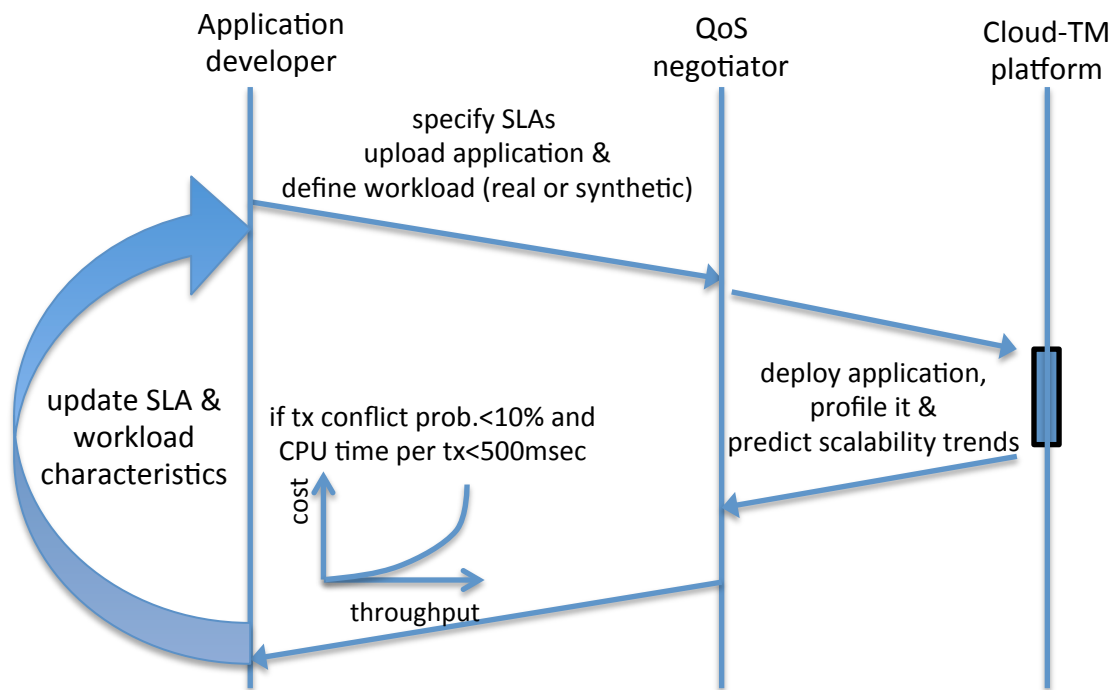 Application
developer
QoS
negotiator
Cloud-TM
platform
specify SLAs
upload application &
define workload (real or synthetic)
deploy application,
profile it &
predict scalability trends
update SLA &
workload
characteristics
if tx conflict prob.<10% and
CPU time per tx<500msec
cost
throughput